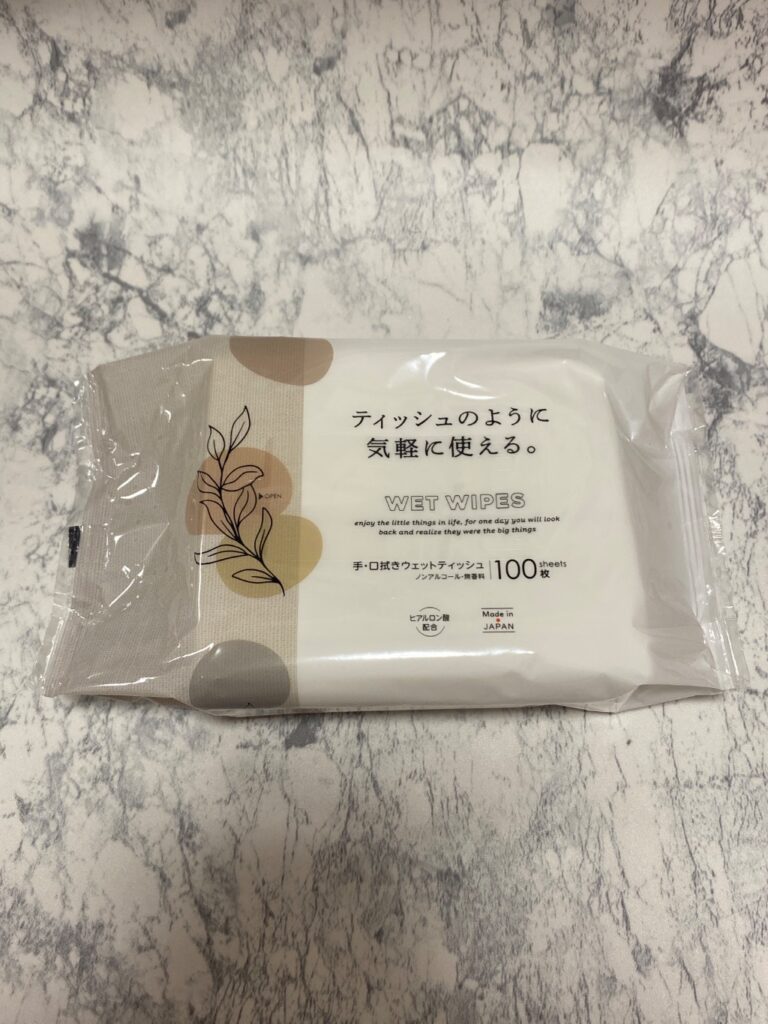 ティッシュのように
気軽に使える。
▶OPEN
WET WIPES
enjoy the little things in life, for one day you will look
back and realize they were the big things
手・口拭きウェットティッシュ
ノンアルコール・無香料
100 sheets
枚
ヒアルロン酸
配合
Made in
JAPAN